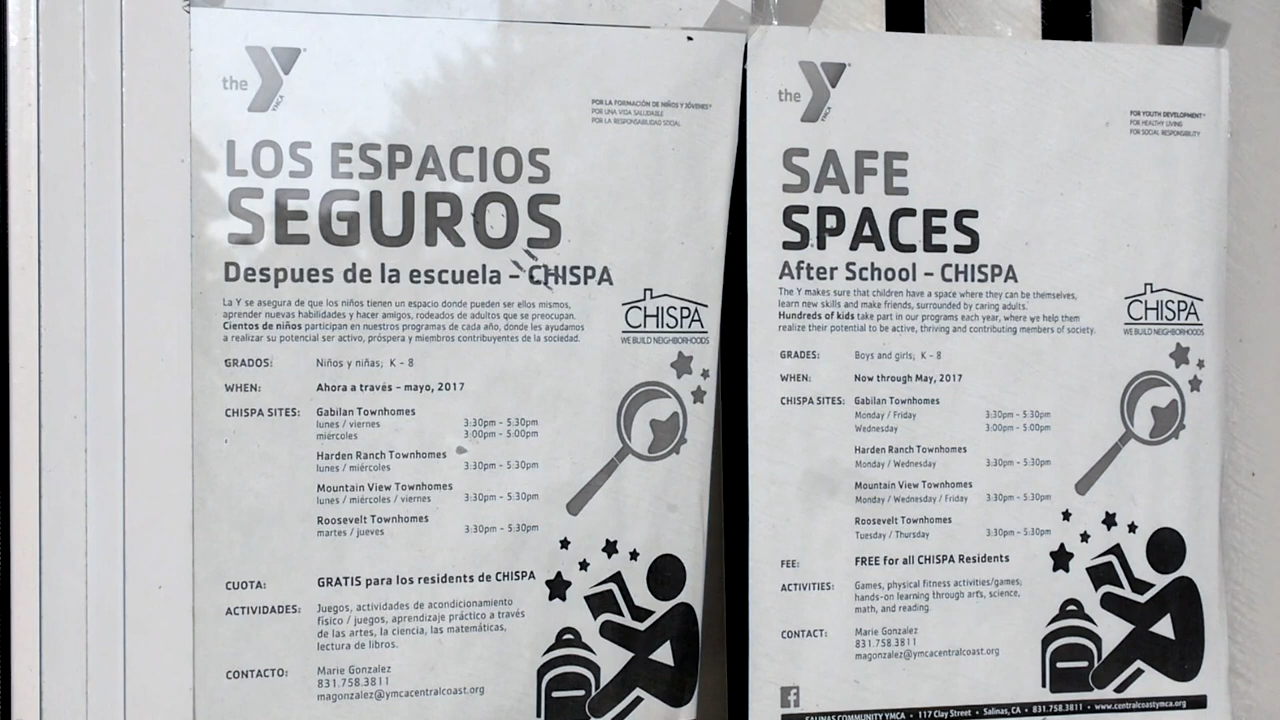 the
YMCA
POR LA FORMACIÓN DE NIÑOS Y JÓVENES®
POR UNA VIDA SALUDABLE
POR LA RESPONSABILIDAD SOCIAL
LOS ESPACIOS
SEGUROS
Despues de la escuela – CHISPA
La Y se asegura de que los niños tienen un espacio donde pueden ser ellos mismos,
aprender nuevas habilidades y hacer amigos, rodeados de adultos que se preocupan.
Cientos de niños participan en nuestros programas de cada año, donde les ayudamos
a realizar su potencial ser activo, próspera y miembros contribuyentes de la sociedad.
CHISPA
WE BUILD NEIGHBORHOODS
GRADOS: Niños y niñas; K – 8
WHEN: Ahora a través – mayo, 2017
CHISPA SITES: Gabilan Townhomes
lunes / viernes 3:30pm – 5:30pm
miércoles 3:00pm – 5:00pm
Harden Ranch Townhomes
lunes / miércoles 3:30pm – 5:30pm
Mountain View Townhomes
lunes / miércoles / viernes 3:30pm – 5:30pm
Roosevelt Townhomes
martes / jueves 3:30pm – 5:30pm
CUOTA: GRATIS para los residents de CHISPA
ACTIVIDADES: Juegos, actividades de acondicionamiento
físico / juegos, aprendizaje práctico a través
de las artes, la ciencia, las matemáticas,
lectura de libros.
CONTACTO: Marie Gonzalez
831.758.3811
magonzalez@ymcacentralcoast.org
the
YMCA
FOR YOUTH DEVELOPMENT®
FOR HEALTHY LIVING
FOR SOCIAL RESPONSIBILITY
SAFE
SPACES
After School – CHISPA
The Y makes sure that children have a space where they can be themselves,
learn new skills and make friends, surrounded by caring adults.
Hundreds of kids take part in our programs each year, where we help them
realize their potential to be active, thriving and contributing members of society.
CHISPA
WE BUILD NEIGHBORHOODS
GRADES: Boys and girls; K – 8
WHEN: Now through May, 2017
CHISPA SITES: Gabilan Townhomes
Monday / Friday 3:30pm – 5:30pm
Wednesday 3:00pm – 5:00pm
Harden Ranch Townhomes
Monday / Wednesday 3:30pm – 5:30pm
Mountain View Townhomes
Monday / Wednesday / Friday 3:30pm – 5:30pm
Roosevelt Townhomes
Tuesday / Thursday 3:30pm – 5:30pm
FEE: FREE for all CHISPA Residents
ACTIVITIES: Games, physical fitness activities/games;
hands-on learning through arts, science,
math, and reading.
CONTACT: Marie Gonzalez
831.758.3811
magonzalez@ymcacentralcoast.org
SALINAS COMMUNITY YMCA • 117 Clay Street • Salinas, CA • 831.758.3811 • www.centralcoastymca.org